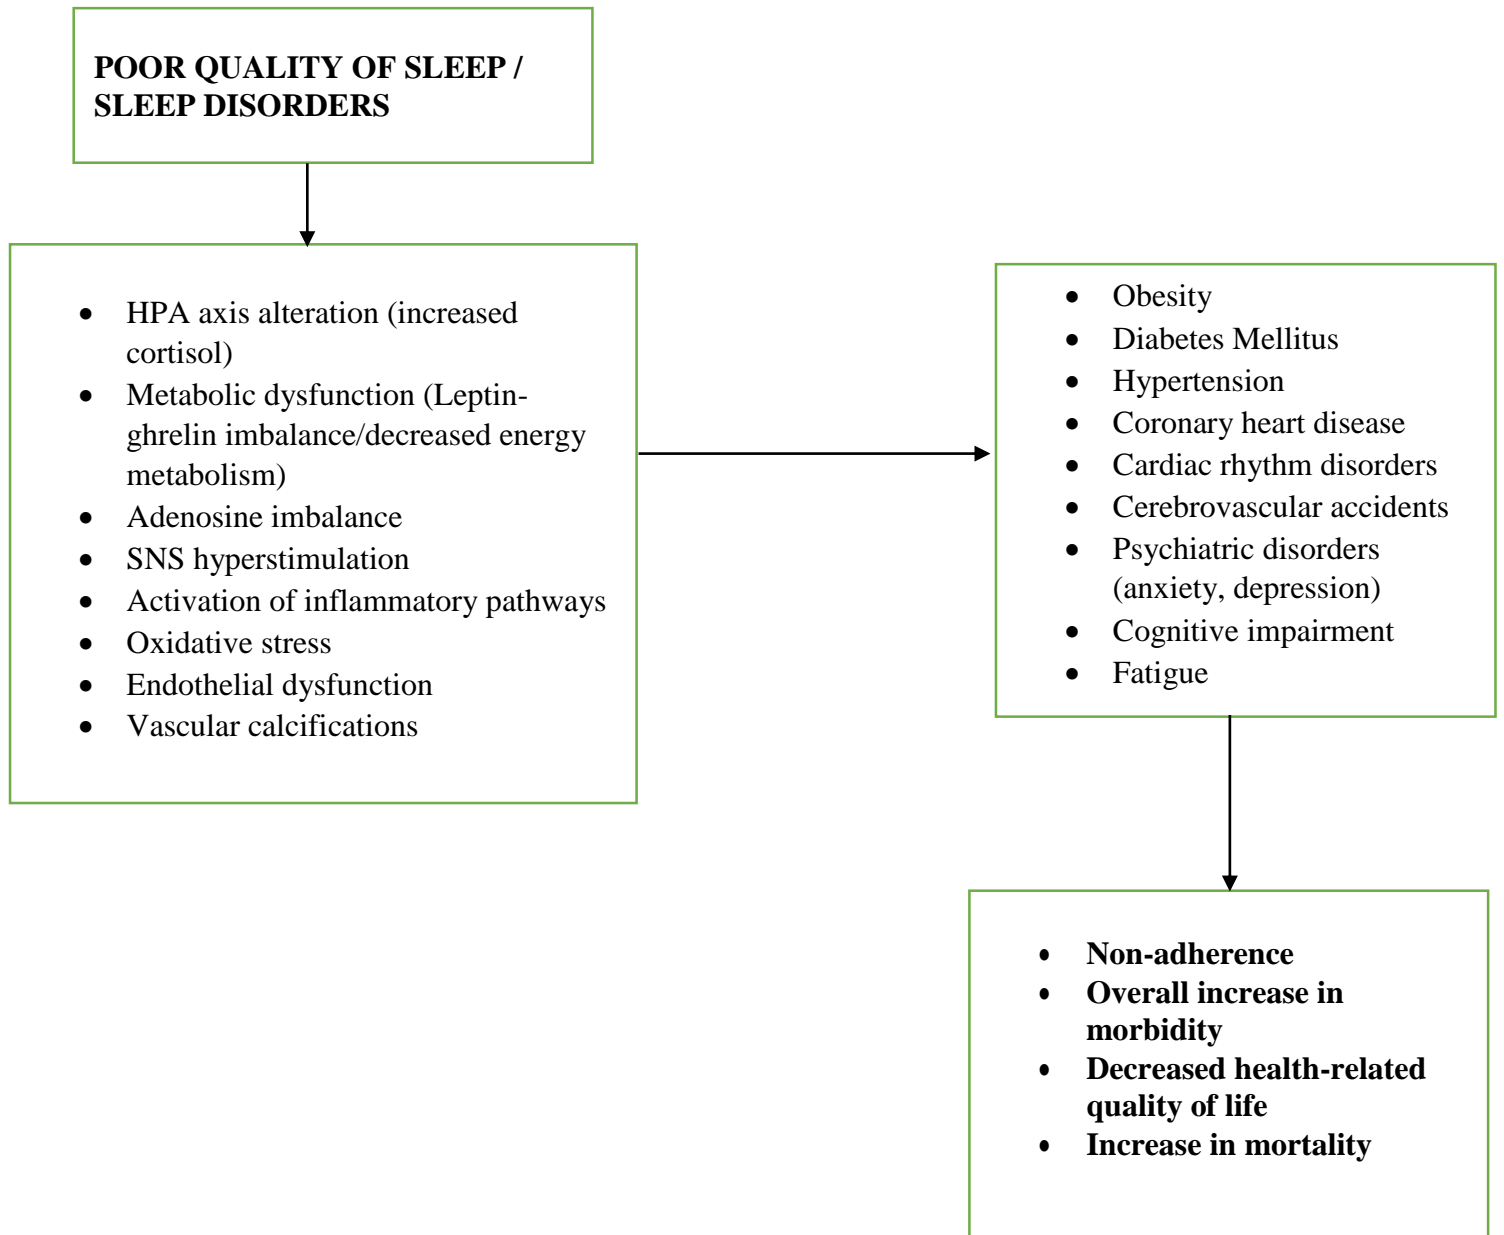 POOR QUALITY OF SLEEP /
SLEEP DISORDERS
• HPA axis alteration (increased
cortisol)
• Metabolic dysfunction (Leptin-
ghrelin imbalance/decreased energy
metabolism)
• Adenosine imbalance
• SNS hyperstimulation
• Activation of inflammatory pathways
• Oxidative stress
• Endothelial dysfunction
• Vascular calcifications
• Obesity
• Diabetes Mellitus
• Hypertension
• Coronary heart disease
• Cardiac rhythm disorders
• Cerebrovascular accidents
• Psychiatric disorders
(anxiety, depression)
• Cognitive impairment
• Fatigue
• Non-adherence
• Overall increase in
morbidity
• Decreased health-related
quality of life
• Increase in mortality